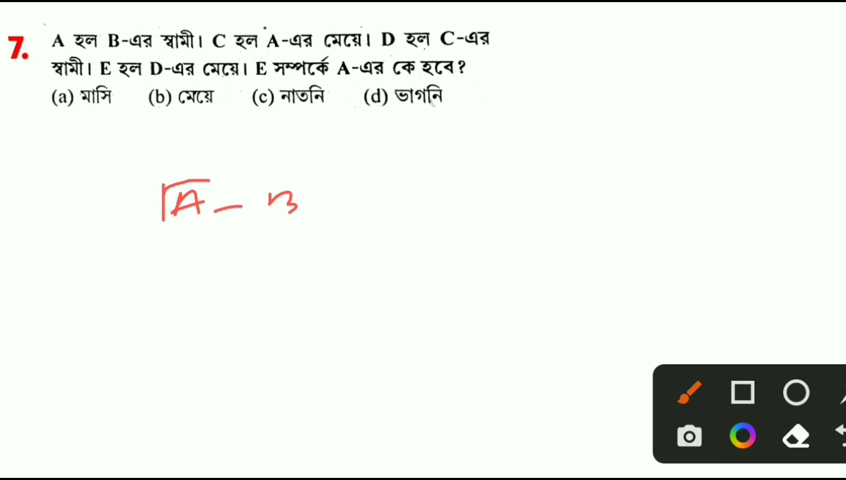 7. A হল B-এর স্বামী। C হল A-এর মেয়ে। D হল C-এর
স্বামী। E হল D-এর মেয়ে। E সম্পর্কে A-এর কে হবে?
(a) মাসি (b) মেয়ে (c) নাতনি (d) ভাগনি
A – B